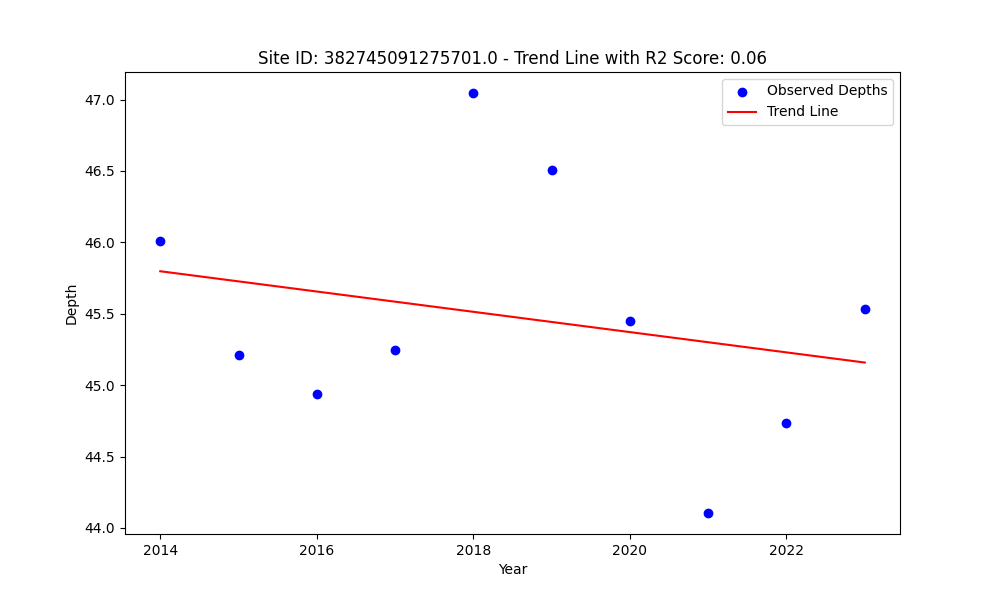 Site ID: 382745091275701.0 - Trend Line with R2 Score: 0.06
Observed Depths
Trend Line
47.0
46.5
46.0
45.5
45.0
44.5
44.0
Depth
2014
2016
2018
2020
2022
Year